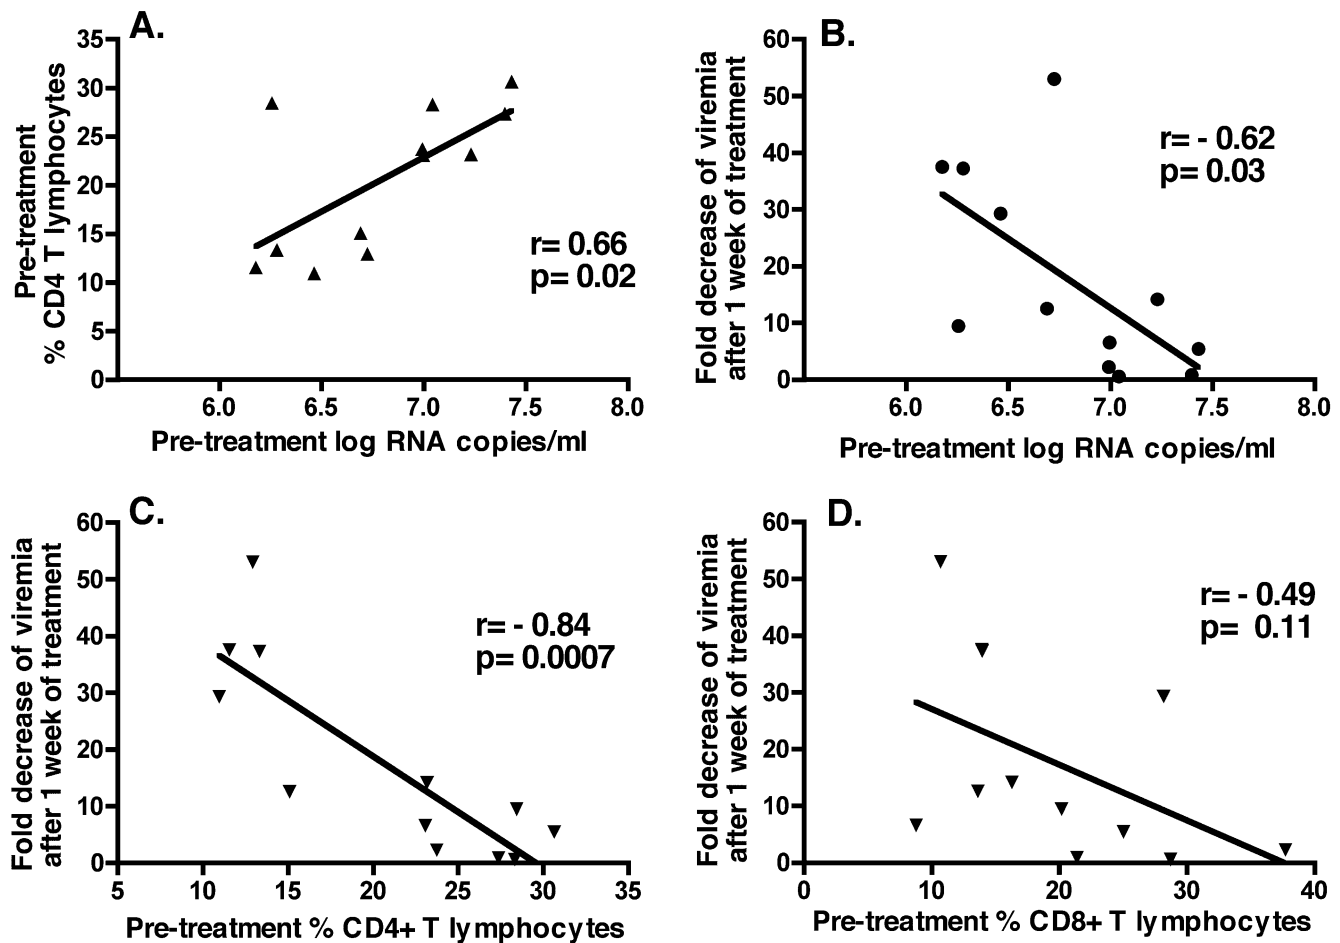 A.
Pre-treatment
% CD4 T lymphocytes
35
30
25
20
15
10
5
0
r= 0.66
p= 0.02
6.0 6.5 7.0 7.5 8.0
Pre-treatment log RNA copies/ml
B.
Fold decrease of viremia
after 1 week of treatment
60
50
40
30
20
10
0
r= - 0.62
p= 0.03
6.0 6.5 7.0 7.5 8.0
Pre-treatment log RNA copies/ml
C.
Fold decrease of viremia
after 1 week of treatment
60
50
40
30
20
10
0
r= - 0.84
p= 0.0007
5 10 15 20 25 30 35
Pre-treatment % CD4+ T lymphocytes
D.
Fold decrease of viremia
after 1 week of treatment
60
50
40
30
20
10
0
r= - 0.49
p= 0.11
0 10 20 30 40
Pre-treatment % CD8+ T lymphocytes